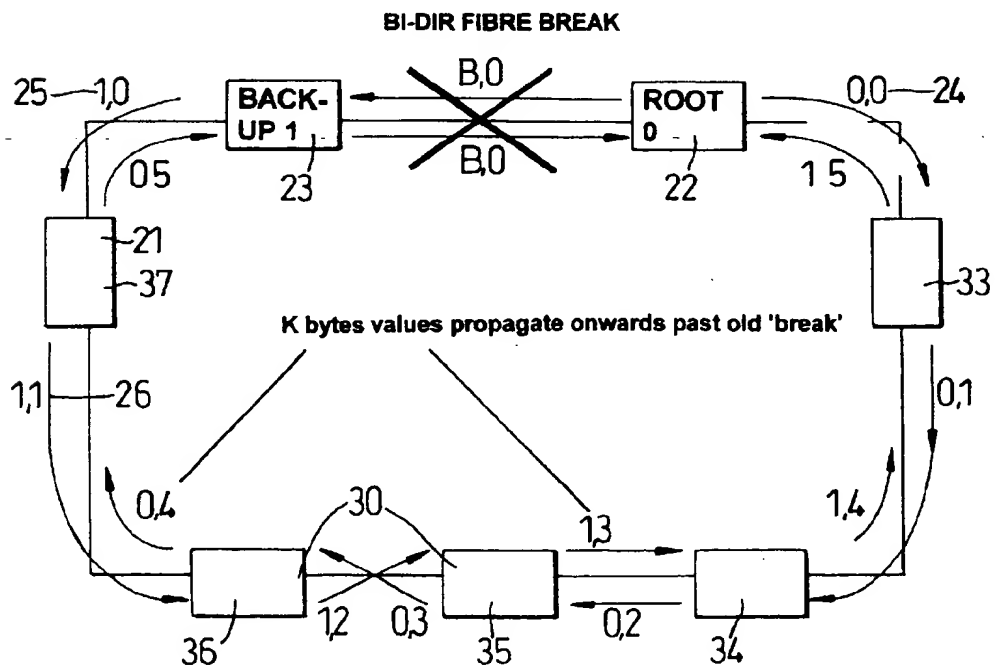 BI-DIR FIBRE BREAK
25 1,0 BACK- B,0 ROOT 0,0 24
UP 1 0
05 B,0 15
23 22
21
37 33
K bytes values propagate onwards past old 'break'
1,1 26 0,1
0,4 30 1,3 1,4
1,2 0,3 0,2
36 35 34